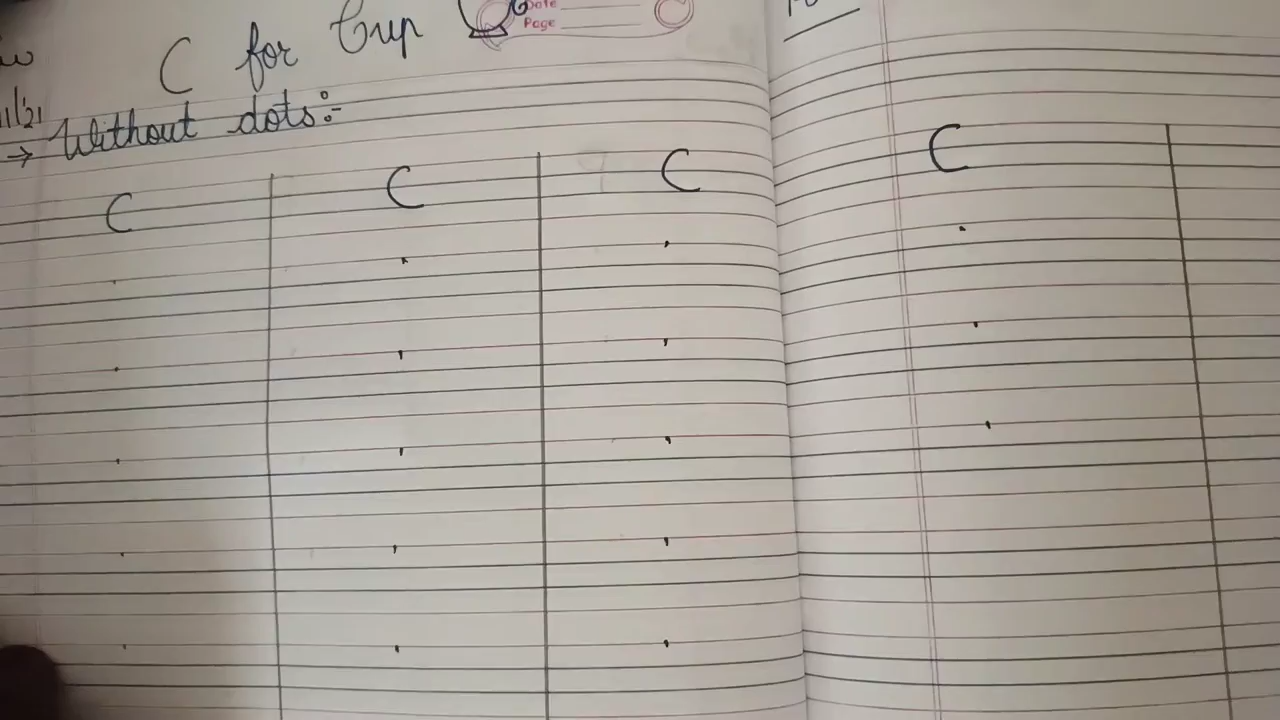 C for Cup
Date
Page
→ Without dots:-
C C C C